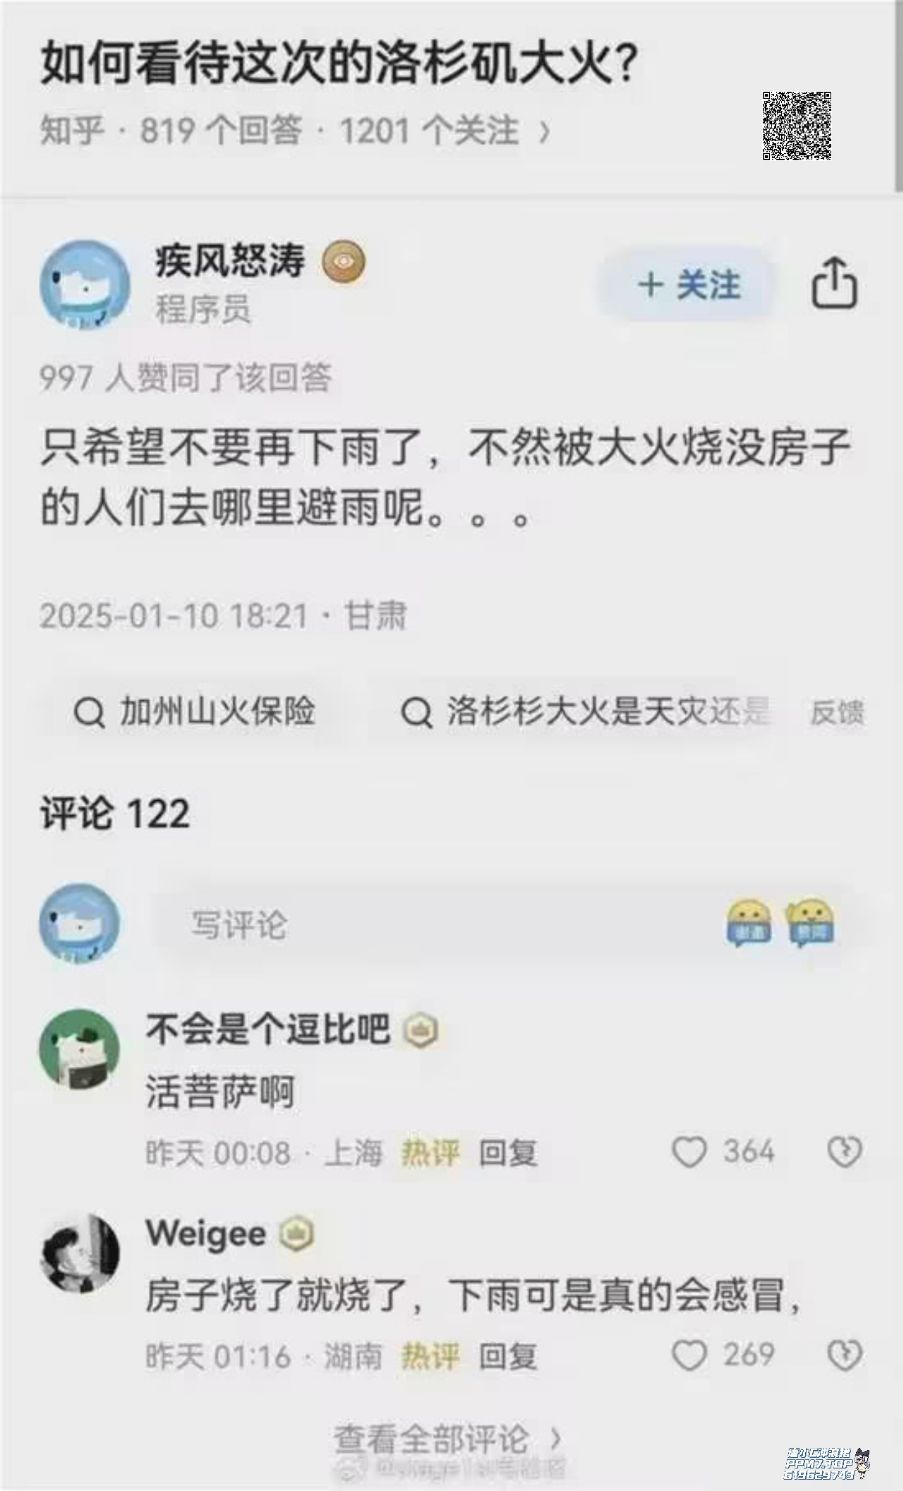 如何看待这次的洛杉矶大火?
知乎 · 819 个回答 · 1201 个关注 〉
疾风怒涛
程序员
+ 关注
997 人赞同了该回答
只希望不要再下雨了，不然被大火烧没房子
的人们去哪里避雨呢。。。
2025-01-10 18:21 · 甘肃
加州山火保险
洛杉杉大火是天灾还是
反馈
评论 122
写评论
不会是个逗比吧
活菩萨啊
昨天 00:08 · 上海 热评 回复
364
Weigee
房子烧了就烧了，下雨可是真的会感冒，
昨天 01:16 · 湖南 热评 回复
269
查看全部评论 〉
PPM7.TOP
619629743